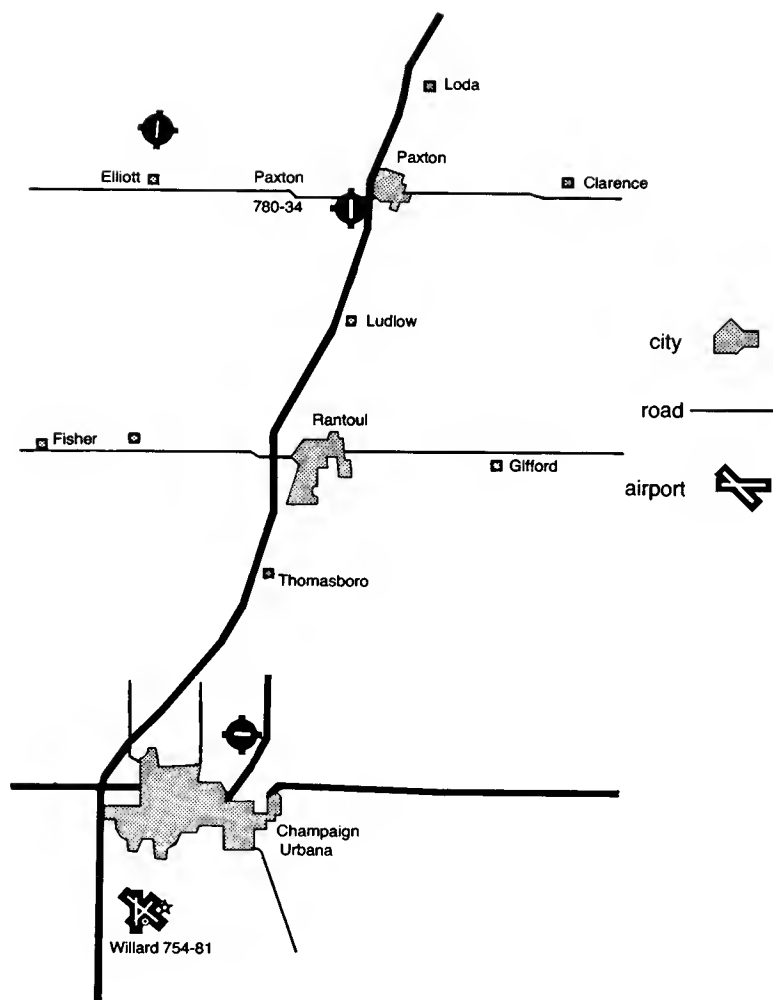 Loda
Elliott
Paxton
780-34
Paxton
Clarence
Ludlow
city
Rantoul
road
Fisher
Gifford
airport
Thomasboro
Champaign
Urbana
Willard 754-81